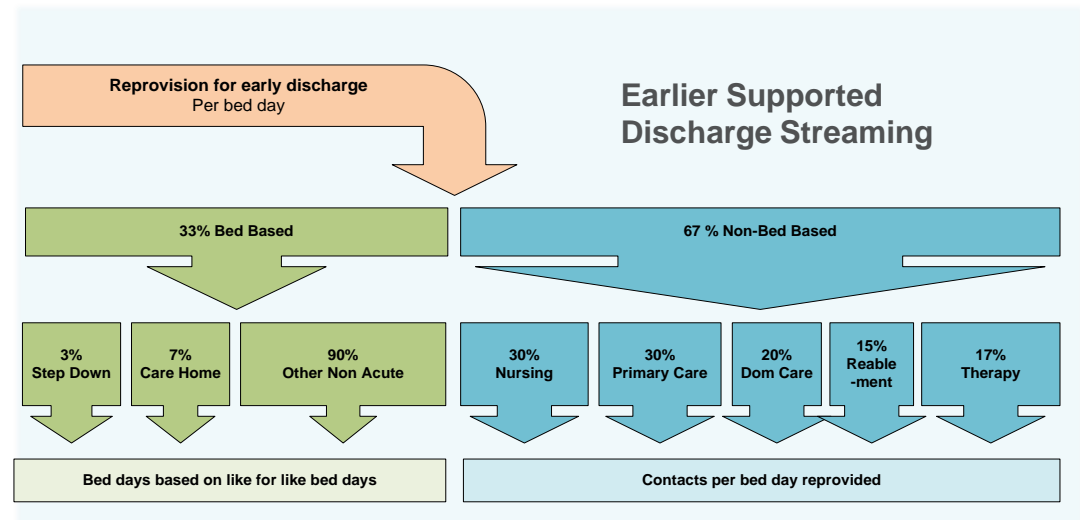 Reprovision for early discharge
Per bed day
Earlier Supported
Discharge Streaming
33% Bed Based
67 % Non-Bed Based
3%
Step Down
7%
Care Home
90%
Other Non Acute
30%
Nursing
30%
Primary Care
20%
Dom Care
15%
Reable
-ment
17%
Therapy
Bed days based on like for like bed days
Contacts per bed day reprovided